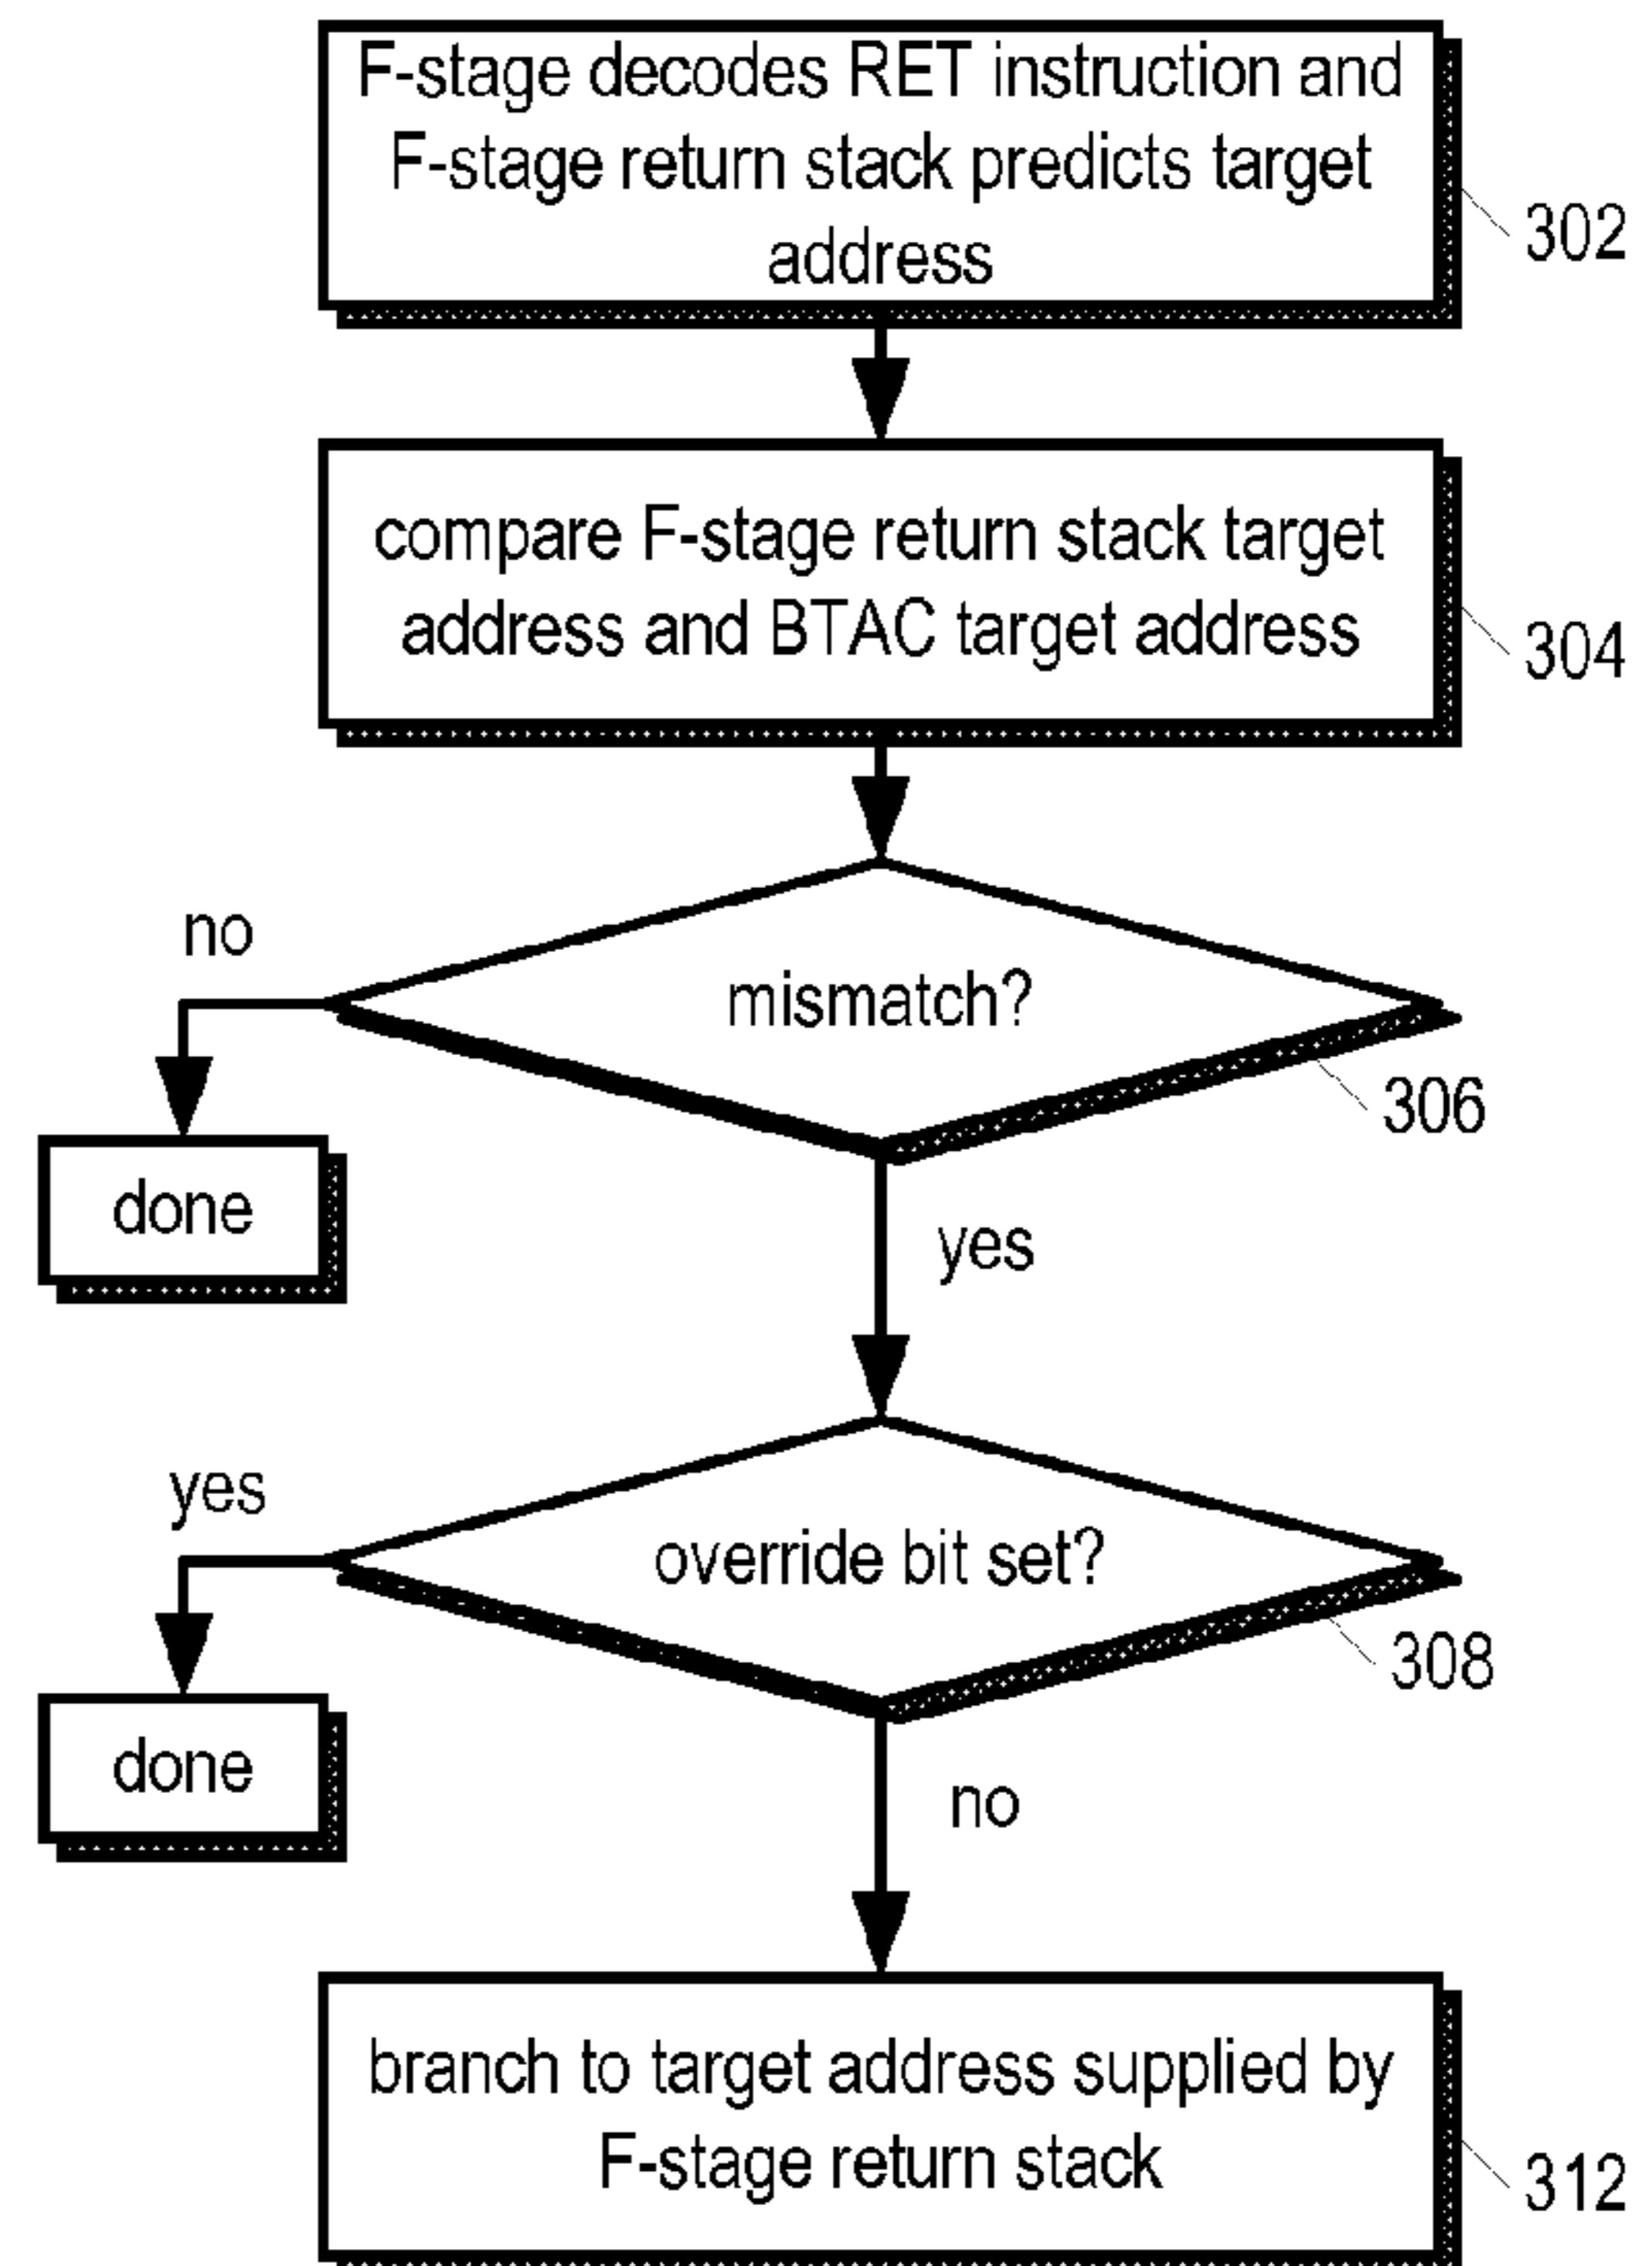 F-stage decodes RET instruction and
F-stage return stack predicts target
address
302
compare F-stage return stack target
address and BTAC target address
304
no
mismatch?
306
done
yes
yes
override bit set?
308
done
no
branch to target address supplied by
F-stage return stack
312